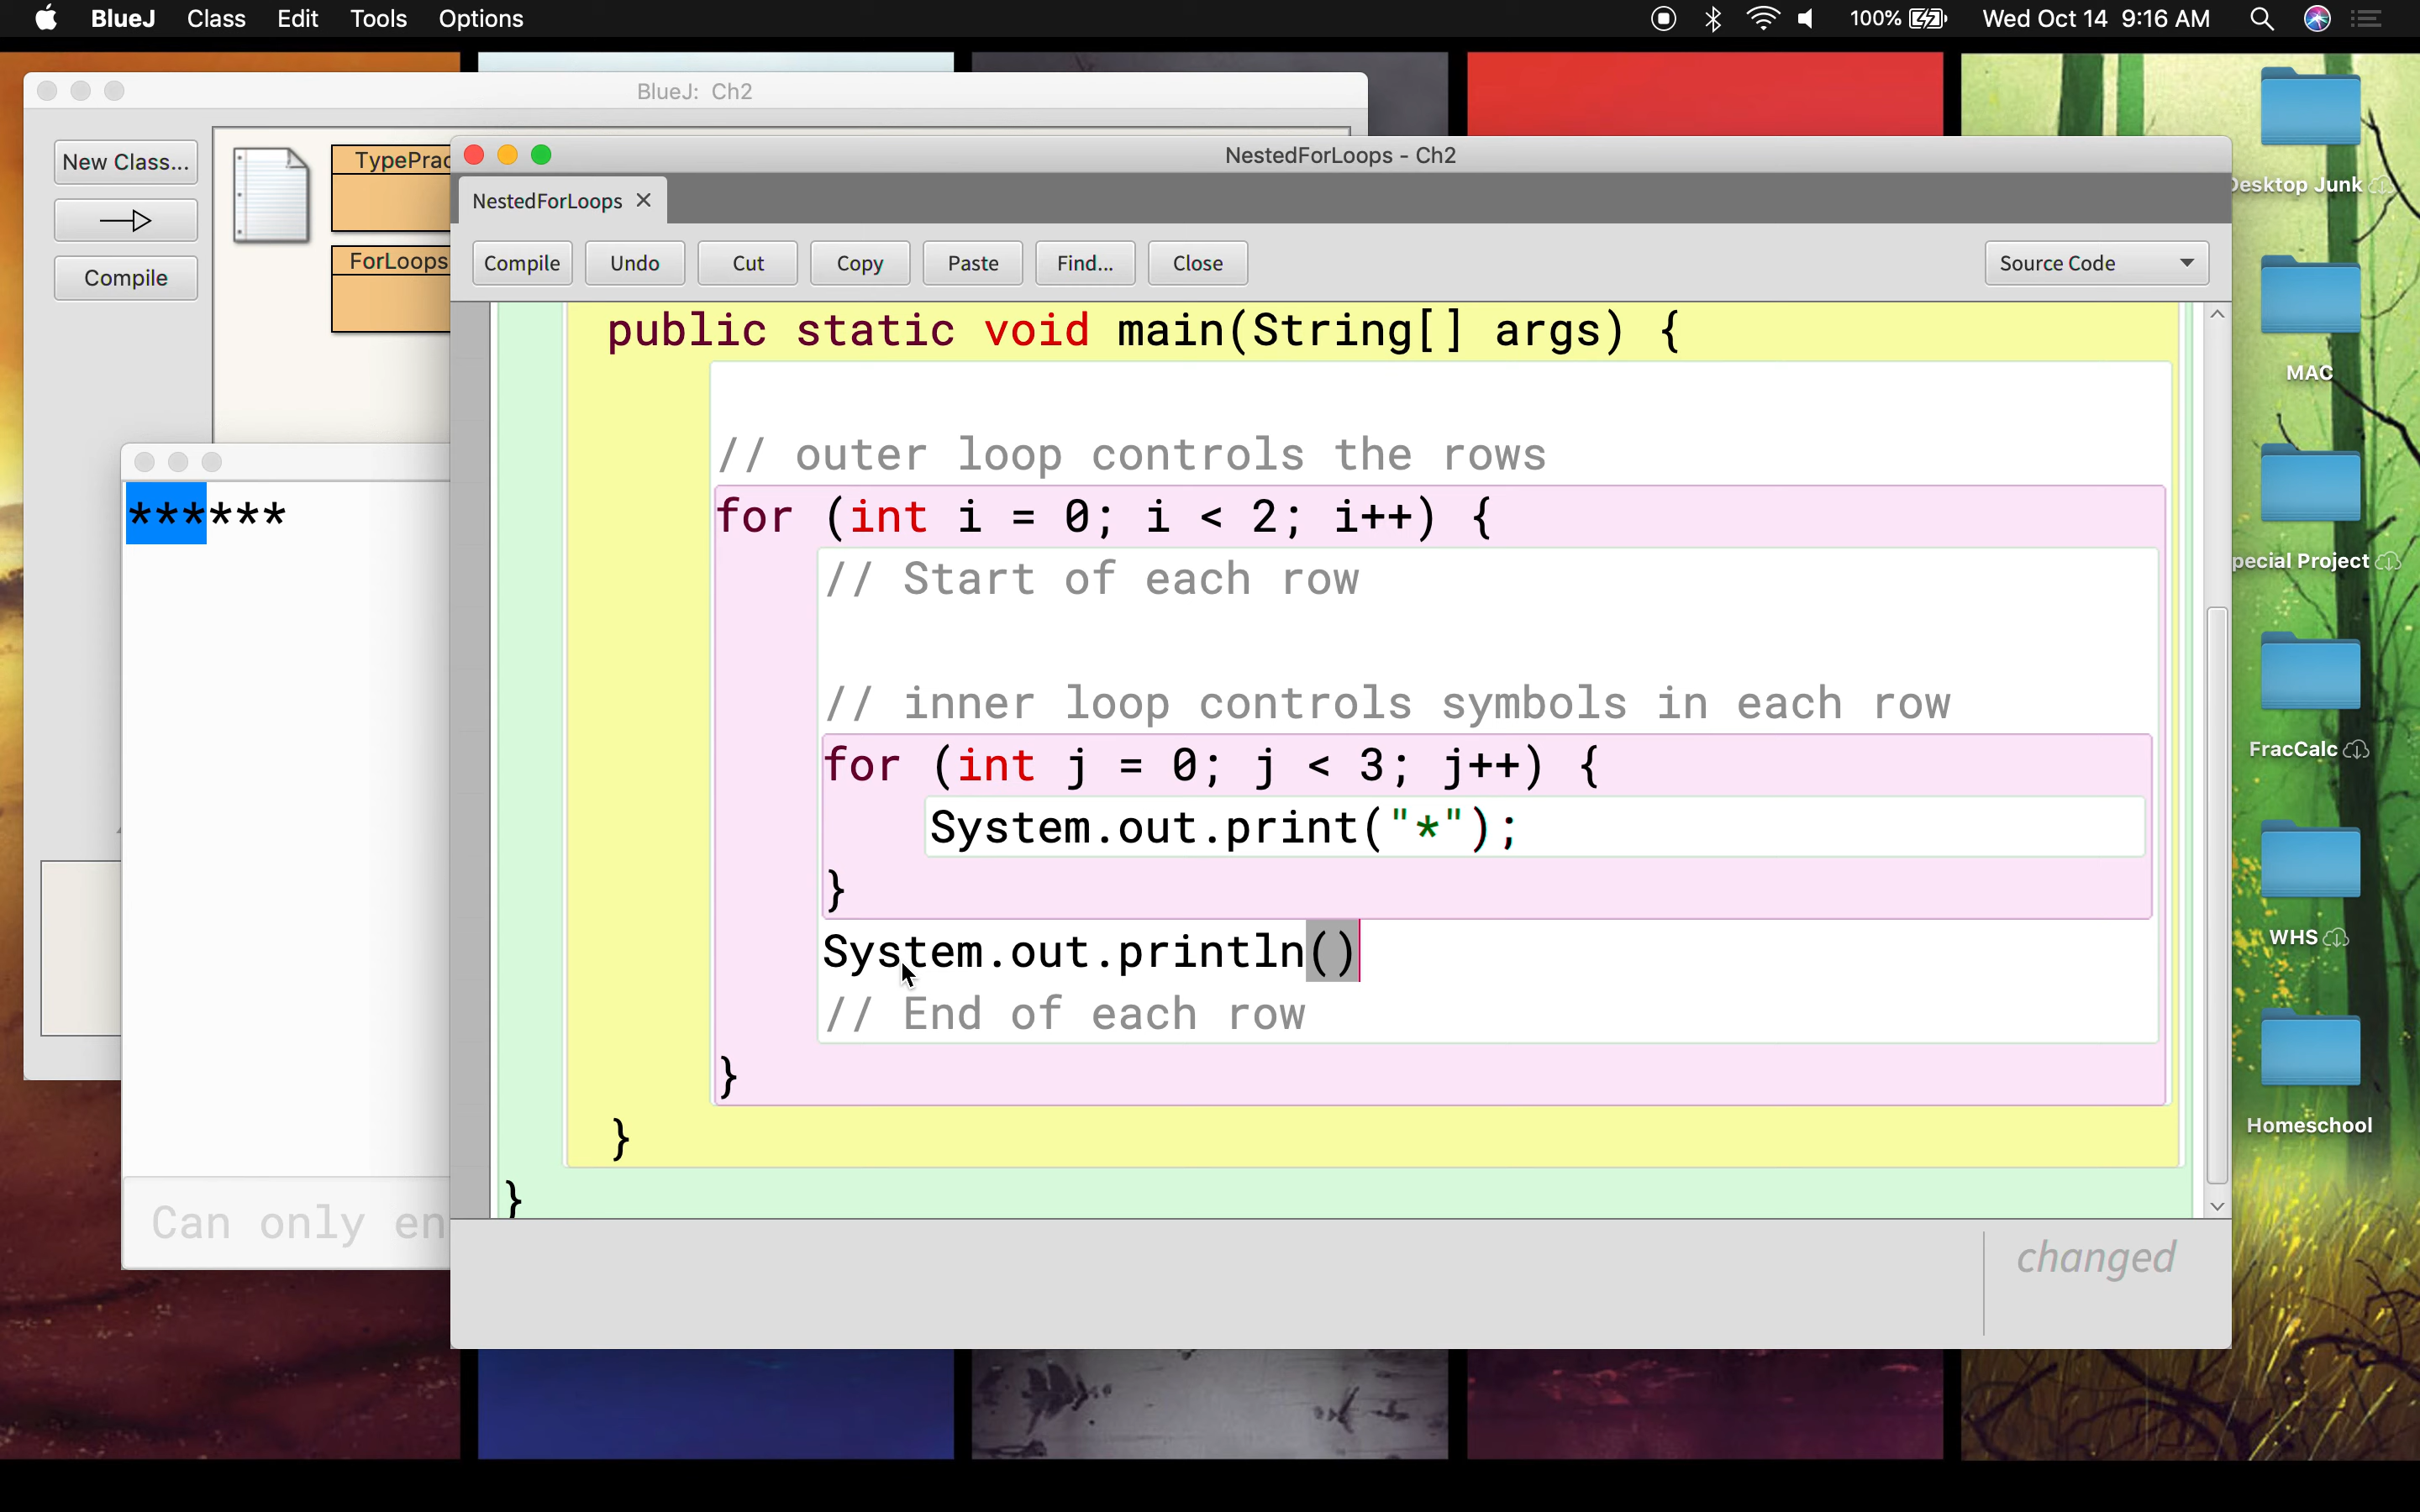 BlueJ Class Edit Tools Options 100% Wed Oct 14 9:16 AM
BlueJ: Ch2
New Class...
Compile
TypePrac
ForLoops
******
Can only en
NestedForLoops - Ch2
NestedForLoops
Compile Undo Cut Copy Paste Find... Close Source Code
public static void main(String[] args) {
// outer loop controls the rows
for (int i = 0; i < 2; i++) {
// Start of each row
// inner loop controls symbols in each row
for (int j = 0; j < 3; j++) {
System.out.print("*");
}
System.out.println()
// End of each row
}
}
}
changed
Desktop Junk
MAC
pecial Project
FracCalc
WHS
Homeschool